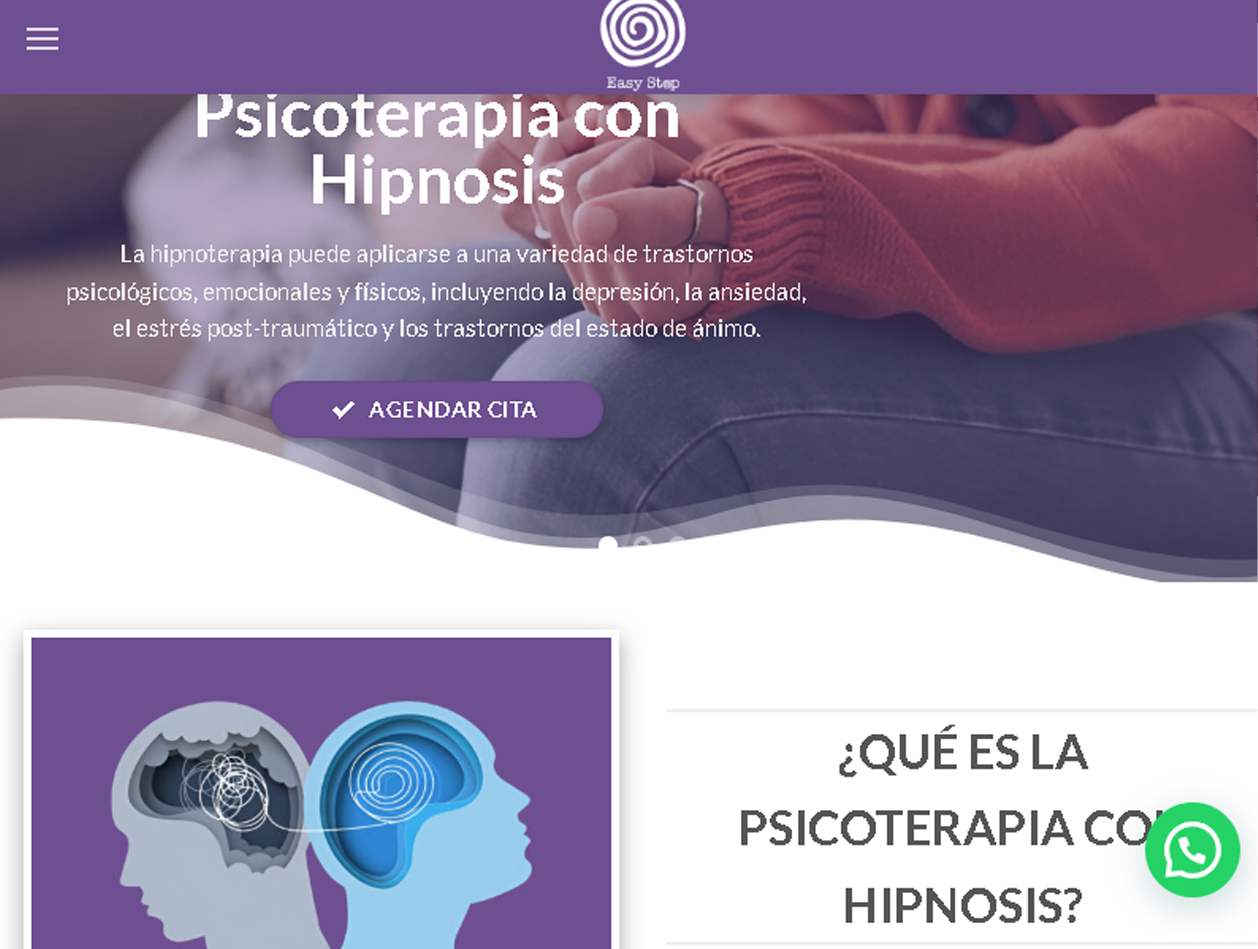 Easy Step
Psicoterapia con
Hipnosis
La hipnoterapia puede aplicarse a una variedad de trastornos
psicológicos, emocionales y físicos, incluyendo la depresión, la ansiedad,
el estrés post-traumático y los trastornos del estado de ánimo.
AGENDAR CITA
¿QUÉ ES LA
PSICOTERAPIA CON
HIPNOSIS?